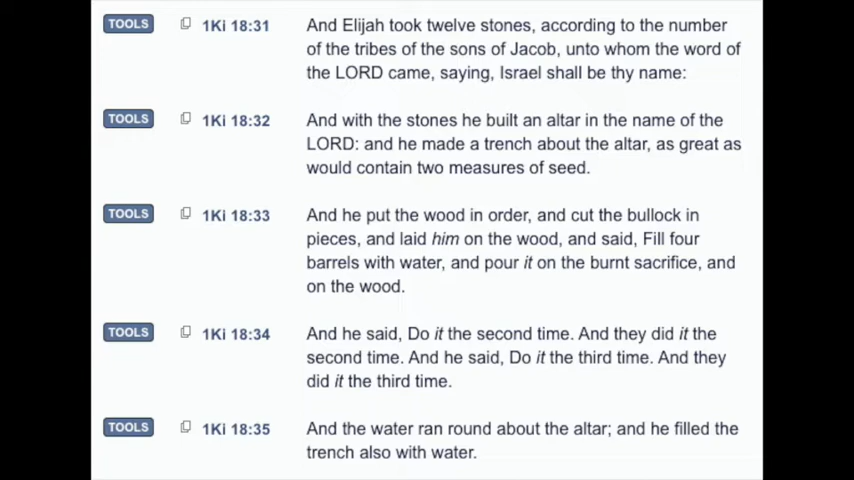 TOOLS 1Ki 18:31 And Elijah took twelve stones, according to the number
of the tribes of the sons of Jacob, unto whom the word of
the LORD came, saying, Israel shall be thy name:
TOOLS 1Ki 18:32 And with the stones he built an altar in the name of the
LORD: and he made a trench about the altar, as great as
would contain two measures of seed.
TOOLS 1Ki 18:33 And he put the wood in order, and cut the bullock in
pieces, and laid him on the wood, and said, Fill four
barrels with water, and pour it on the burnt sacrifice, and
on the wood.
TOOLS 1Ki 18:34 And he said, Do it the second time. And they did it the
second time. And he said, Do it the third time. And they
did it the third time.
TOOLS 1Ki 18:35 And the water ran round about the altar; and he filled the
trench also with water.